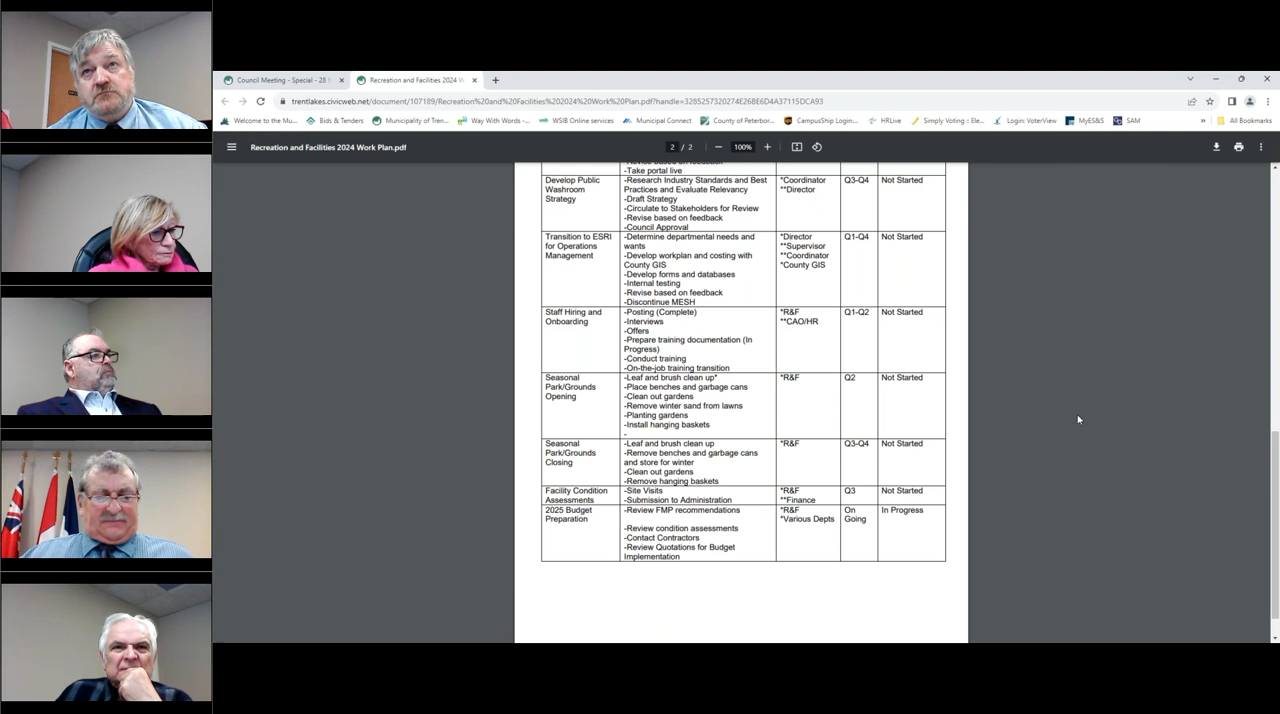 Council Meeting - Special - 28
Recreation and Facilities 2024 W
trentlakes.civicweb.net/document/107189/Recreation%20and%20Facilities%202024%20Work%20Plan.pdf?handle=3285257320274E26BE6D4A37115DCA93
Welcome to the Mu...
Bids & Tenders
Municipality of Tren...
Way With Words -...
WSIB Online services
Municipal Connect
County of Peterbor...
CampusShip Login...
HRLive
Simply Voting :: Ele...
Login: VoterView
MyES&S
SAM
»
All Bookmarks
Recreation and Facilities 2024 Work Plan.pdf
2 / 2
100%
-Take portal live
Develop Public
Washroom
Strategy
-Research Industry Standards and Best
Practices and Evaluate Relevancy
-Draft Strategy
-Circulate to Stakeholders for Review
-Revise based on feedback
-Council Approval
*Coordinator
**Director
Q3-Q4
Not Started
Transition to ESRI
for Operations
Management
-Determine departmental needs and
wants
-Develop workplan and costing with
County GIS
-Develop forms and databases
-Internal testing
-Revise based on feedback
-Discontinue MESH
*Director
**Supervisor
**Coordinator
*County GIS
Q1-Q4
Not Started
Staff Hiring and
Onboarding
-Posting (Complete)
-Interviews
-Offers
-Prepare training documentation (In
Progress)
-Conduct training
-On-the-job training transition
*R&F
**CAO/HR
Q1-Q2
Not Started
Seasonal
Park/Grounds
Opening
-Leaf and brush clean up*
-Place benches and garbage cans
-Clean out gardens
-Remove winter sand from lawns
-Planting gardens
-Install hanging baskets
-
*R&F
Q2
Not Started
Seasonal
Park/Grounds
Closing
-Leaf and brush clean up
-Remove benches and garbage cans
and store for winter
-Clean out gardens
-Remove hanging baskets
*R&F
Q3-Q4
Not Started
Facility Condition
Assessments
-Site Visits
-Submission to Administration
*R&F
**Finance
Q3
Not Started
2025 Budget
Preparation
-Review FMP recommendations
-Review condition assessments
-Contact Contractors
-Review Quotations for Budget
Implementation
*R&F
*Various Depts
On
Going
In Progress